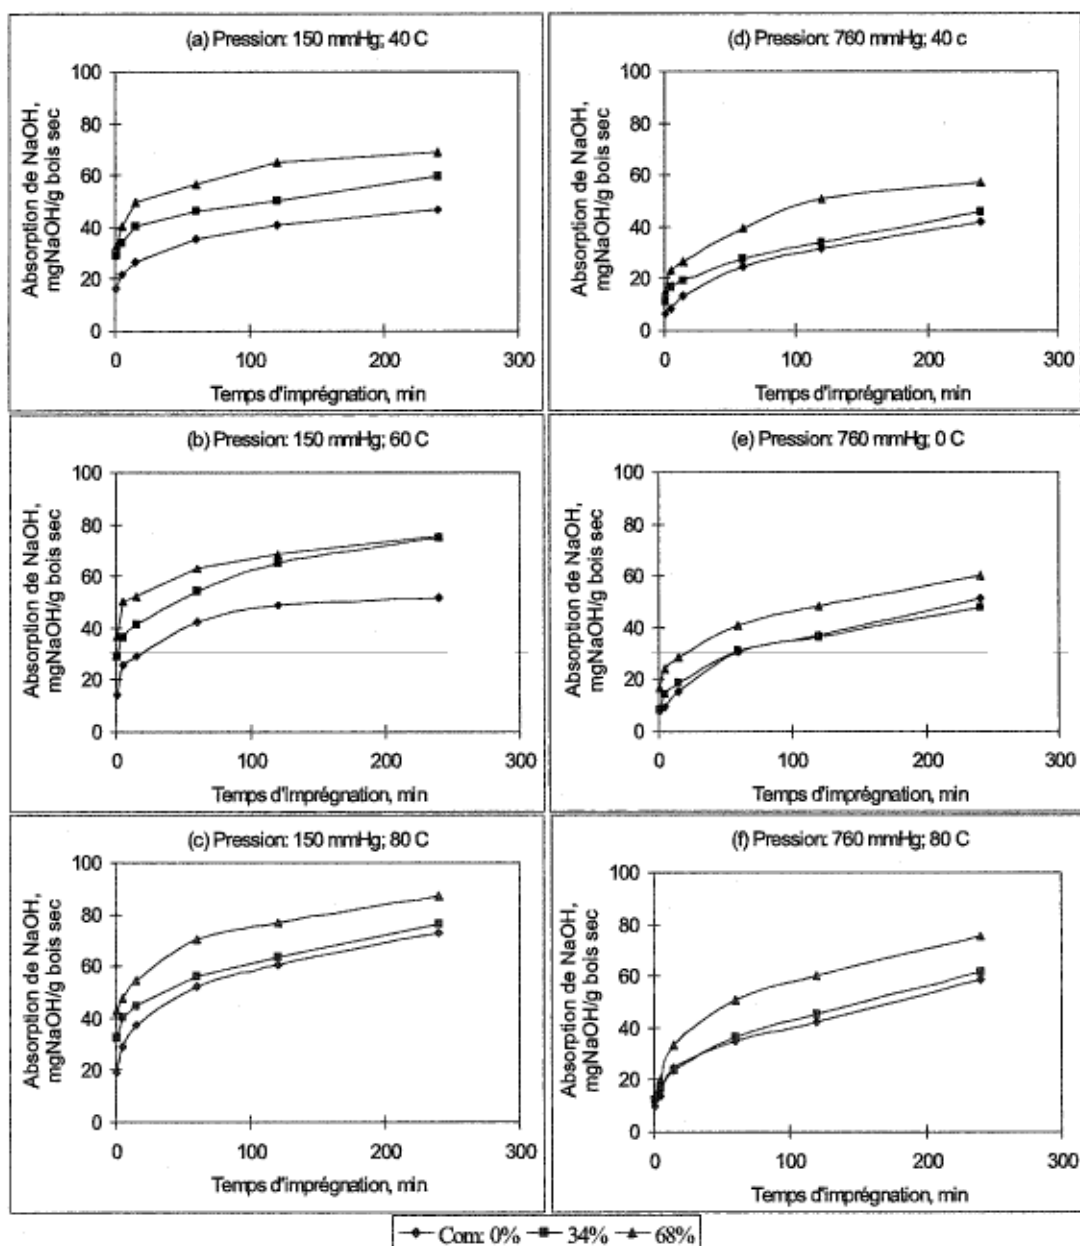 (a) Pression: 150 mmHg; 40 C
Absorption de NaOH,
mgNaOH/g bois sec
100
80
60
40
20
0
0 100 200 300
Temps d'imprégnation, min
(d) Pression: 760 mmHg; 40 c
Absorption de NaOH,
mgNaOH/g bois sec
100
80
60
40
20
0
0 100 200 300
Temps d'imprégnation, min
(b) Pression: 150 mmHg; 60 C
Absorption de NaOH,
mgNaOH/g bois sec
100
80
60
40
20
0
0 100 200 300
Temps d'imprégnation, min
(e) Pression: 760 mmHg; 0 C
Absorption de NaOH,
mgNaOH/g bois sec
100
80
60
40
20
0
0 100 200 300
Temps d'imprégnation, min
(c) Pression: 150 mmHg; 80 C
Absorption de NaOH,
mgNaOH/g bois sec
100
80
60
40
20
0
0 100 200 300
Temps d'imprégnation, min
(f) Pression: 760 mmHg; 80 C
Absorption de NaOH,
mgNaOH/g bois sec
100
80
60
40
20
0
0 100 200 300
Temps d'imprégnation, min
Com: 0% 34% 68%